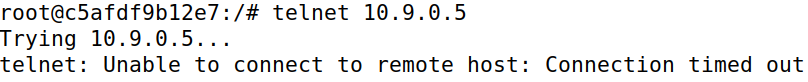 root@c5afdf9b12e7:/# telnet 10.9.0.5
Trying 10.9.0.5...
telnet: Unable to connect to remote host: Connection timed out